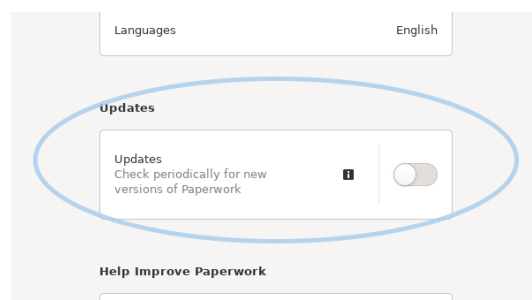 Languages English
Updates
Updates
Check periodically for new
versions of Paperwork
Help Improve Paperwork